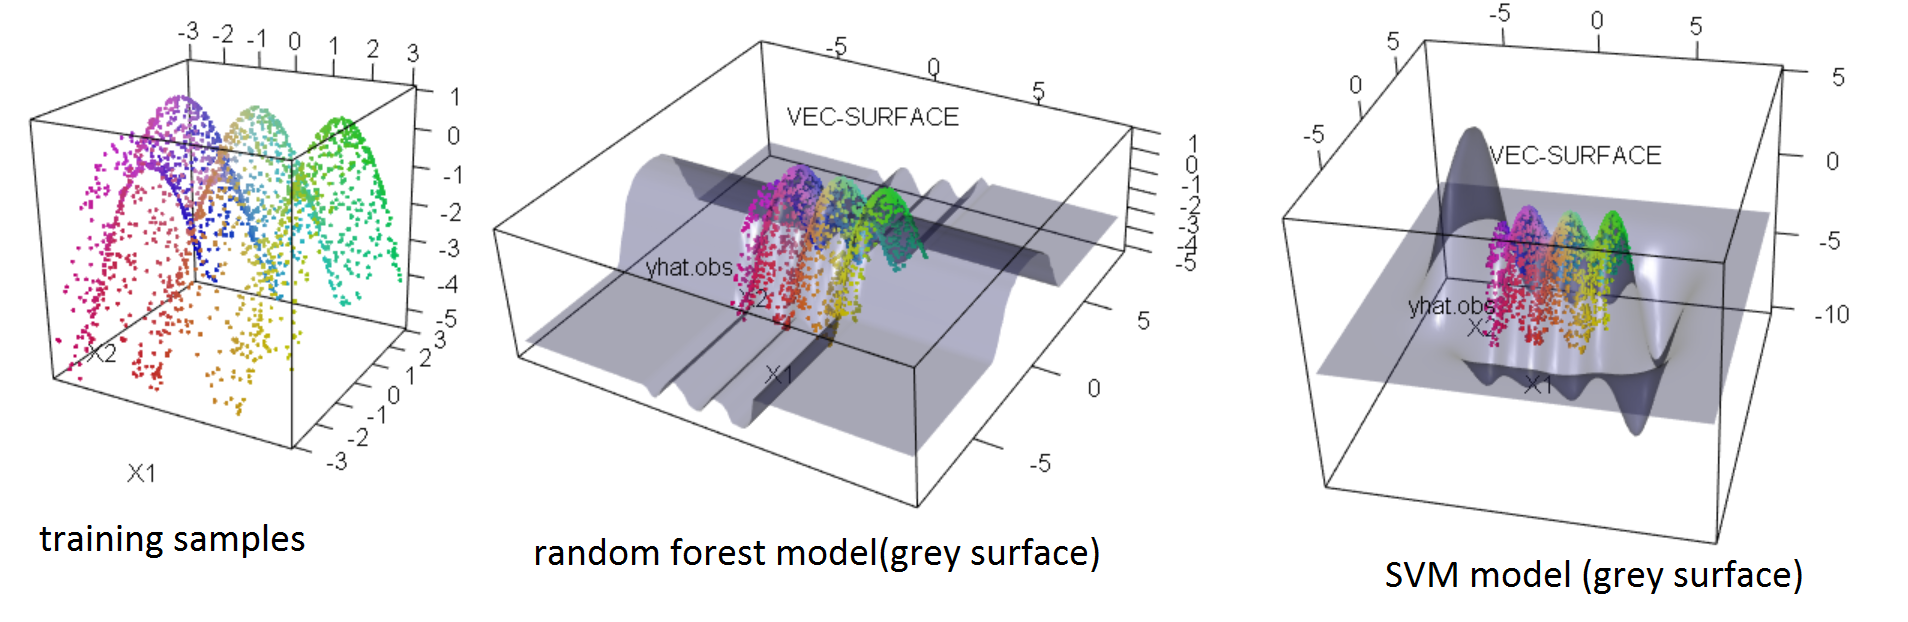 -3 -2 -1 0 1 2 3
1
0
-1
-2
-3
-4
-5
3
2
1
0
-1
-2
-3
X2
X1
training samples
-5
0
5
VEC-SURFACE
1
0
-1
-2
-3
-4
-5
yhat.obs
X2
X1
5
0
-5
random forest model(grey surface)
-5 0 5
5
0
-5
VEC-SURFACE
5
0
-5
-10
yhat.obs
X2
X1
SVM model (grey surface)